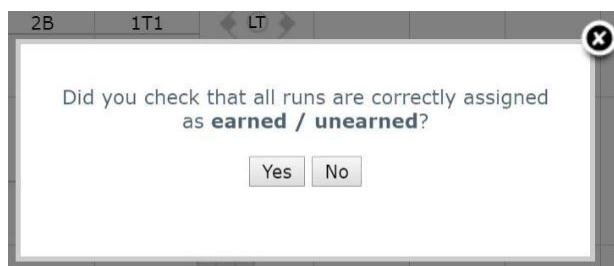 2B 1T1 LT
Did you check that all runs are correctly assigned
as earned / unearned?
Yes No